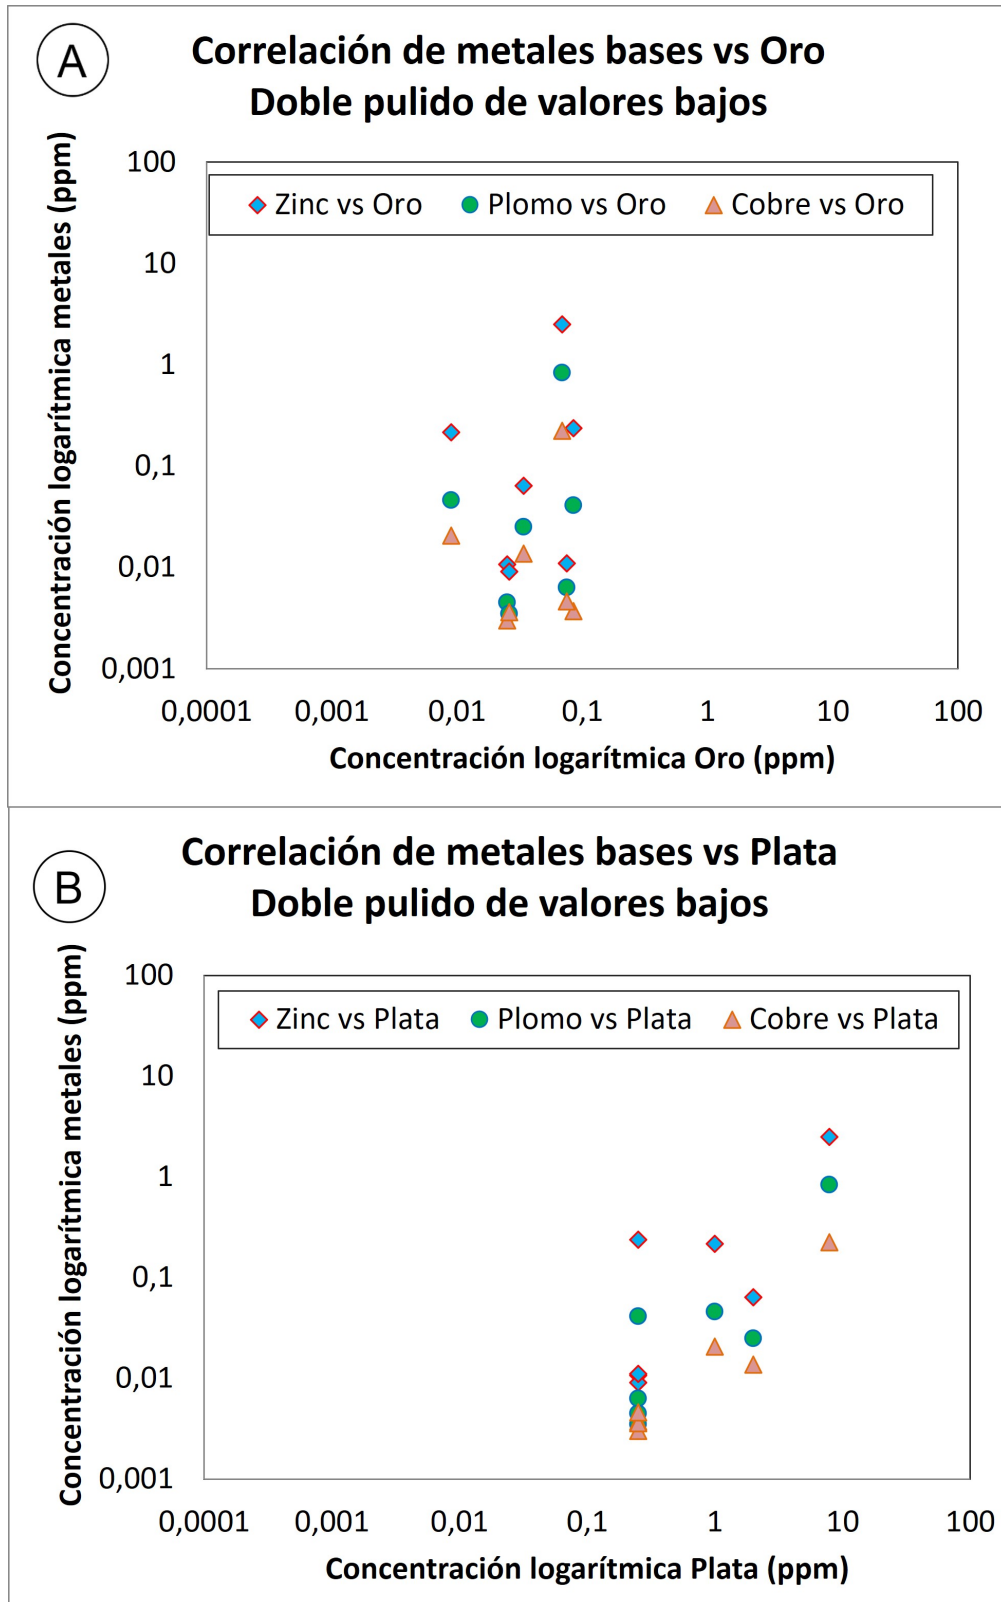 A
Correlación de metales bases vs Oro
Doble pulido de valores bajos
Concentración logarítmica metales (ppm)
100
10
1
0,1
0,01
0,001
Zinc vs Oro Plomo vs Oro Cobre vs Oro
0,0001 0,001 0,01 0,1 1 10 100
Concentración logarítmica Oro (ppm)
B
Correlación de metales bases vs Plata
Doble pulido de valores bajos
Concentración logarítmica metales (ppm)
100
10
1
0,1
0,01
0,001
Zinc vs Plata Plomo vs Plata Cobre vs Plata
0,0001 0,001 0,01 0,1 1 10 100
Concentración logarítmica Plata (ppm)